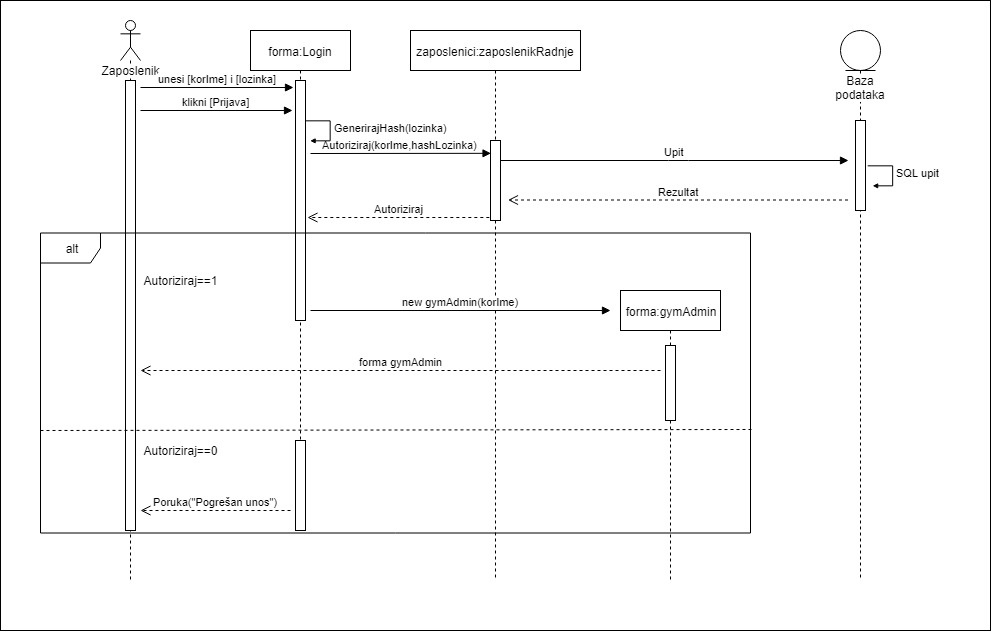 Zaposlenik
forma:Login
zaposlenici:zaposlenikRadnje
Baza
podataka
unesi [korIme] i [lozinka]
klikni [Prijava]
GenerirajHash(lozinka)
Autoriziraj(korIme,hashLozinka)
Upit
SQL upit
Rezultat
Autoriziraj
alt
Autoriziraj==1
new gymAdmin(korIme)
forma:gymAdmin
forma gymAdmin
Autoriziraj==0
Poruka("Pogrešan unos")